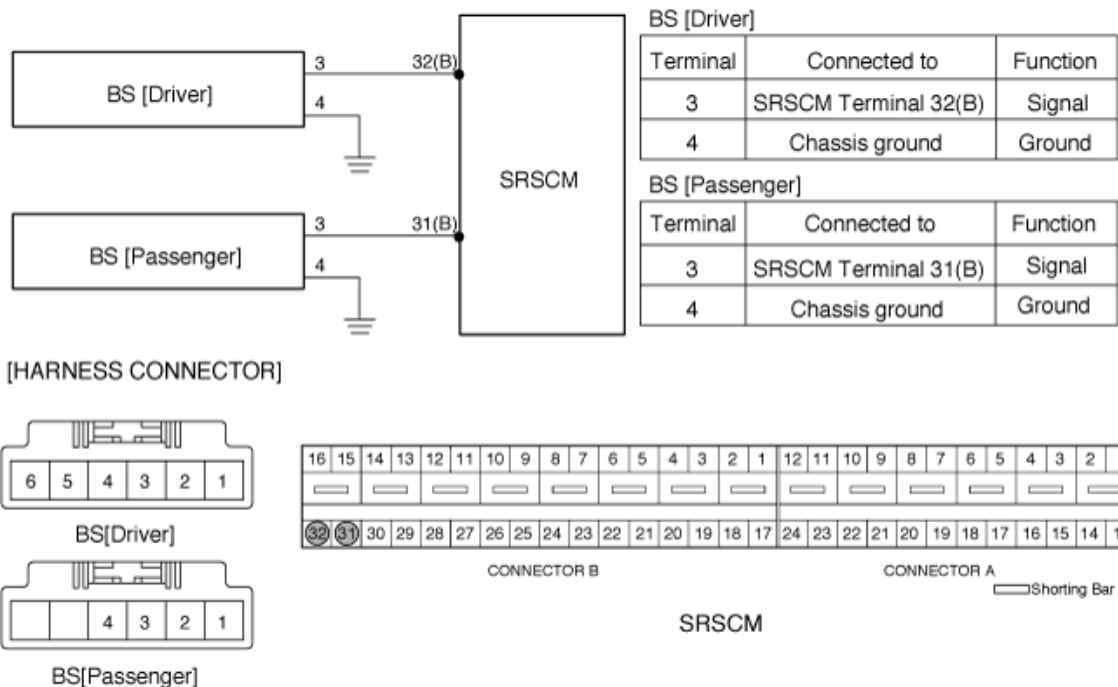 BS [Driver]
3
4
32(B)
BS [Passenger]
3
4
31(B)
SRSCM
BS [Driver]
Terminal Connected to Function
3 SRSCM Terminal 32(B) Signal
4 Chassis ground Ground
BS [Passenger]
Terminal Connected to Function
3 SRSCM Terminal 31(B) Signal
4 Chassis ground Ground
[HARNESS CONNECTOR]
6 5 4 3 2 1
BS[Driver]
4 3 2 1
BS[Passenger]
16 15 14 13 12 11 10 9 8 7 6 5 4 3 2 1 12 11 10 9 8 7 6 5 4 3 2
32 31 30 29 28 27 26 25 24 23 22 21 20 19 18 17 24 23 22 21 20 19 18 17 16 15 14
CONNECTOR B CONNECTOR A
Shorting Bar
SRSCM